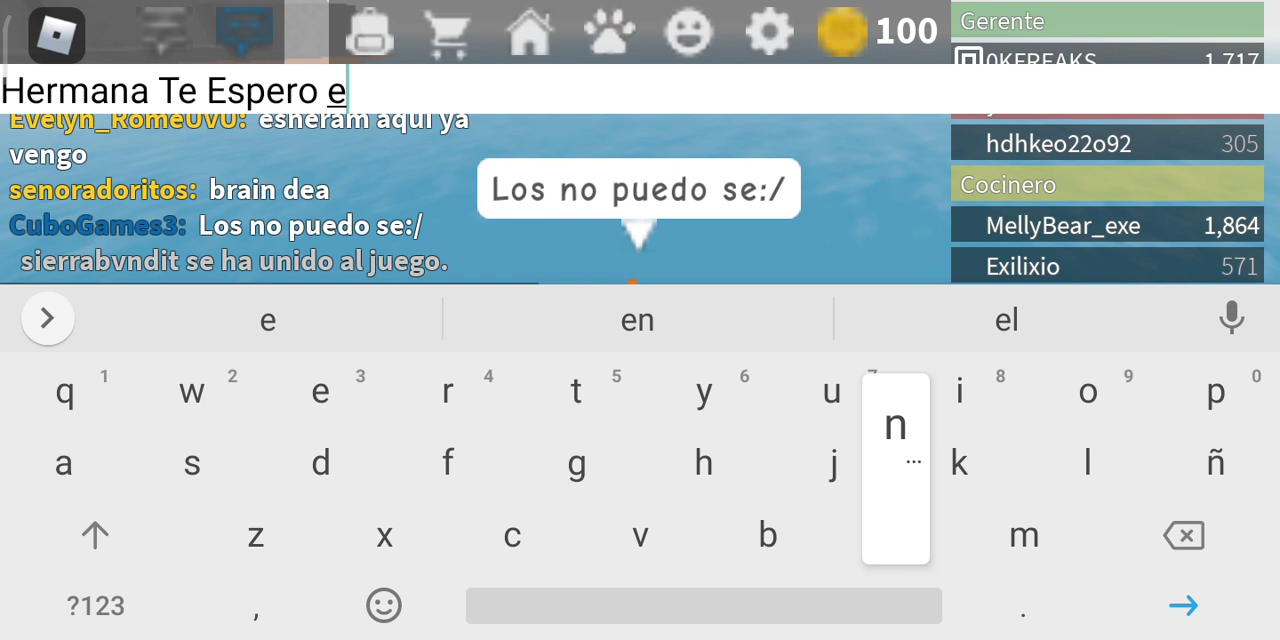 100
Gerente
0KFREAKS 1,717
Hermana Te Espero e
Evelyn_RomeUvU: esheram aqui ya
vengo
senoradoritos: brain dea
CuboGames3: Los no puedo se:/
sierrabvndit se ha unido al juego.
Los no puedo se:/
hdhkeo22o92 305
Cocinero
MellyBear_exe 1,864
Exilixio 571
e en el
q 1 w 2 e 3 r 4 t 5 y 6 u 7 i 8 o 9 p 0
a s d f g h j k l ñ
z x c v b n ... m
?123 , .